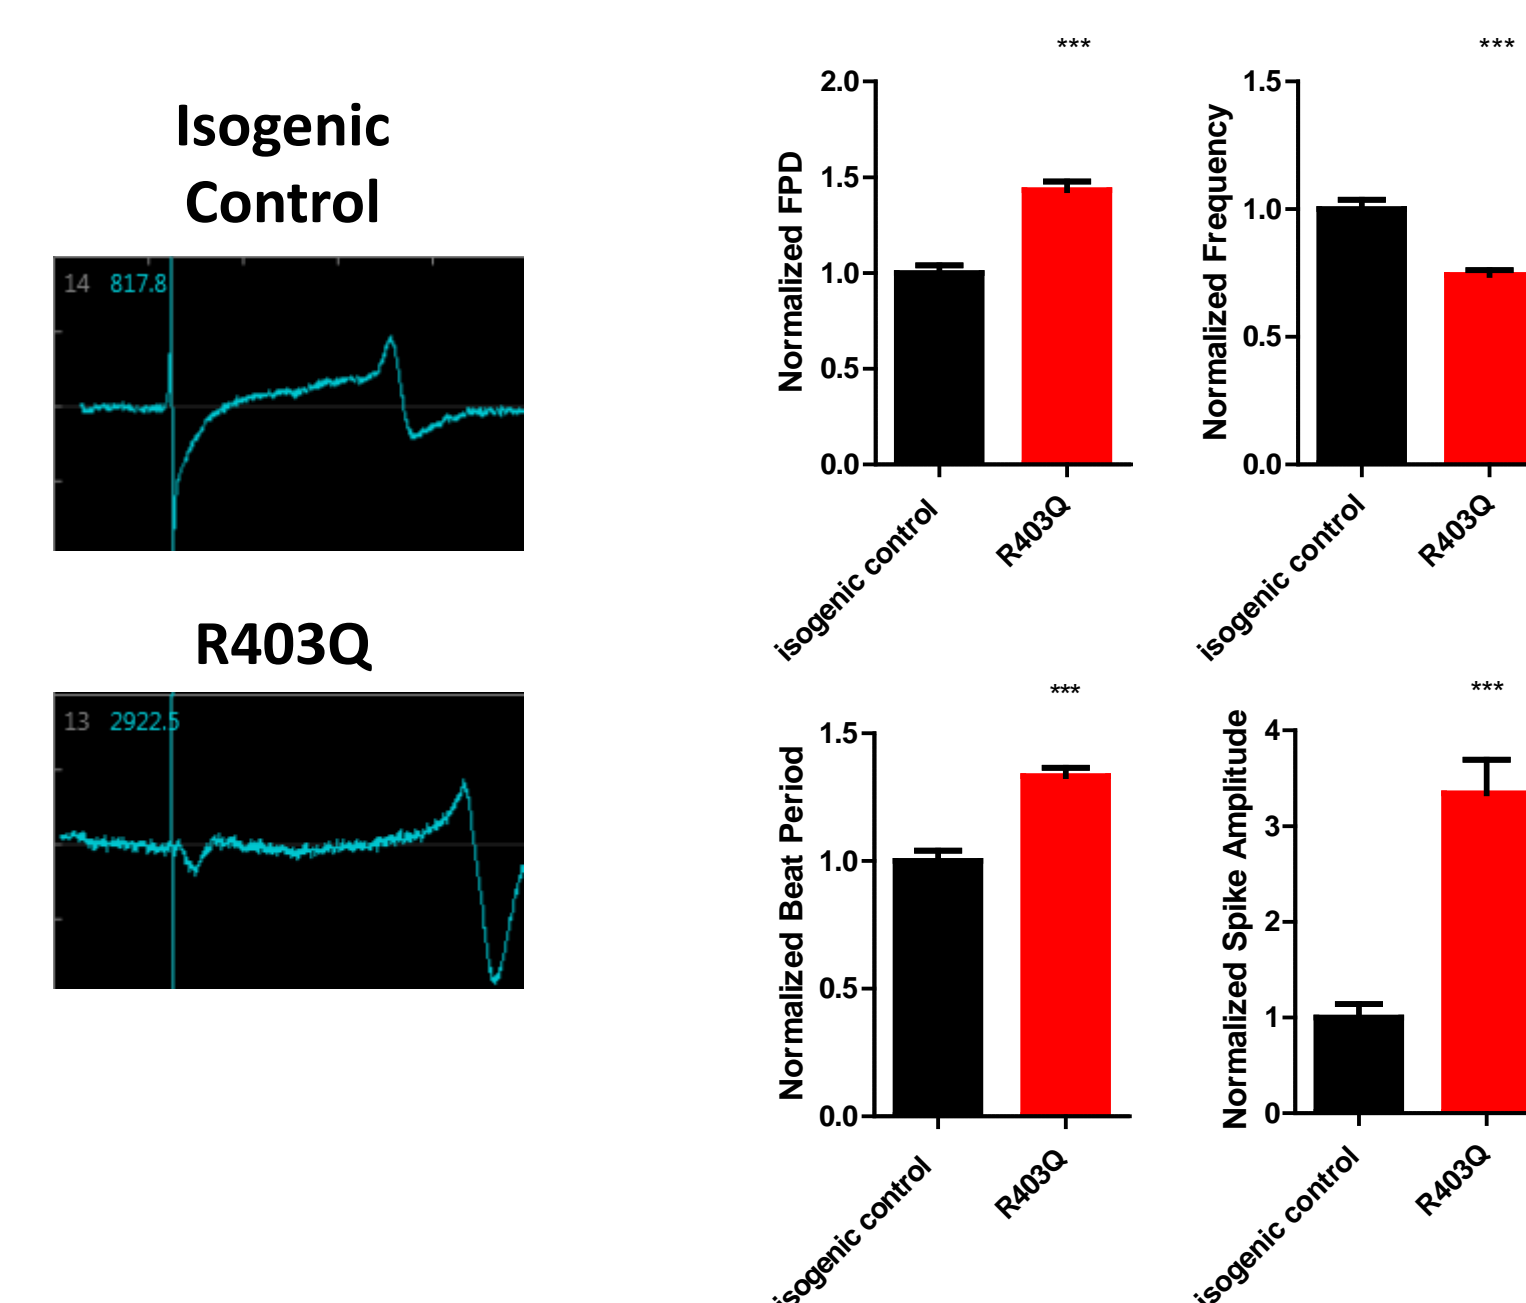 Isogenic
Control
14 817.8
R403Q
13 2922.5
***
Normalized FPD
2.0
1.5
1.0
0.5
0.0
isogenic control
R403Q
***
Normalized Frequency
1.5
1.0
0.5
0.0
isogenic control
R403Q
***
Normalized Beat Period
1.5
1.0
0.5
0.0
isogenic control
R403Q
***
Normalized Spike Amplitude
4
3
2
1
0
isogenic control
R403Q